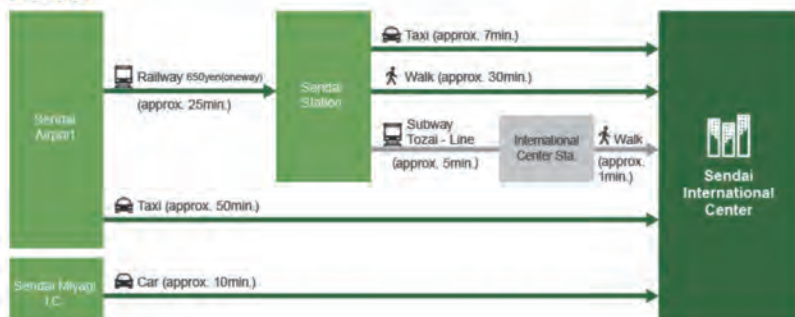 Sendai
Airport
Railway 650yen(oneway)
(approx. 25min.)
Sendai
Station
Taxi (approx. 7min.)
Walk (approx. 30min.)
Subway
Tozai - Line
(approx. 5min.)
International
Center Sta.
Walk
(approx.
1min.)
Taxi (approx. 50min.)
Sendai
International
Center
Sendai Miyagi
I.C.
Car (approx. 10min.)